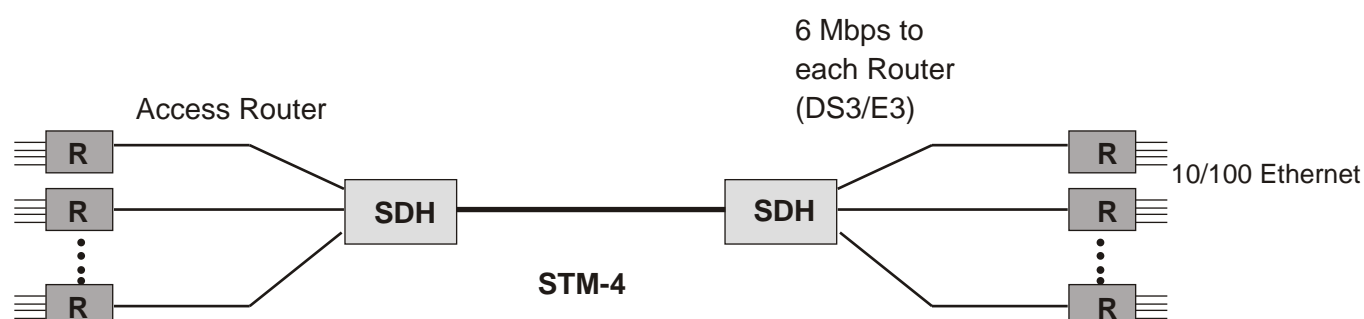 6 Mbps to
each Router
(DS3/E3)
Access Router
R
R
10/100 Ethernet
R
R
SDH
SDH
STM-4
R
R